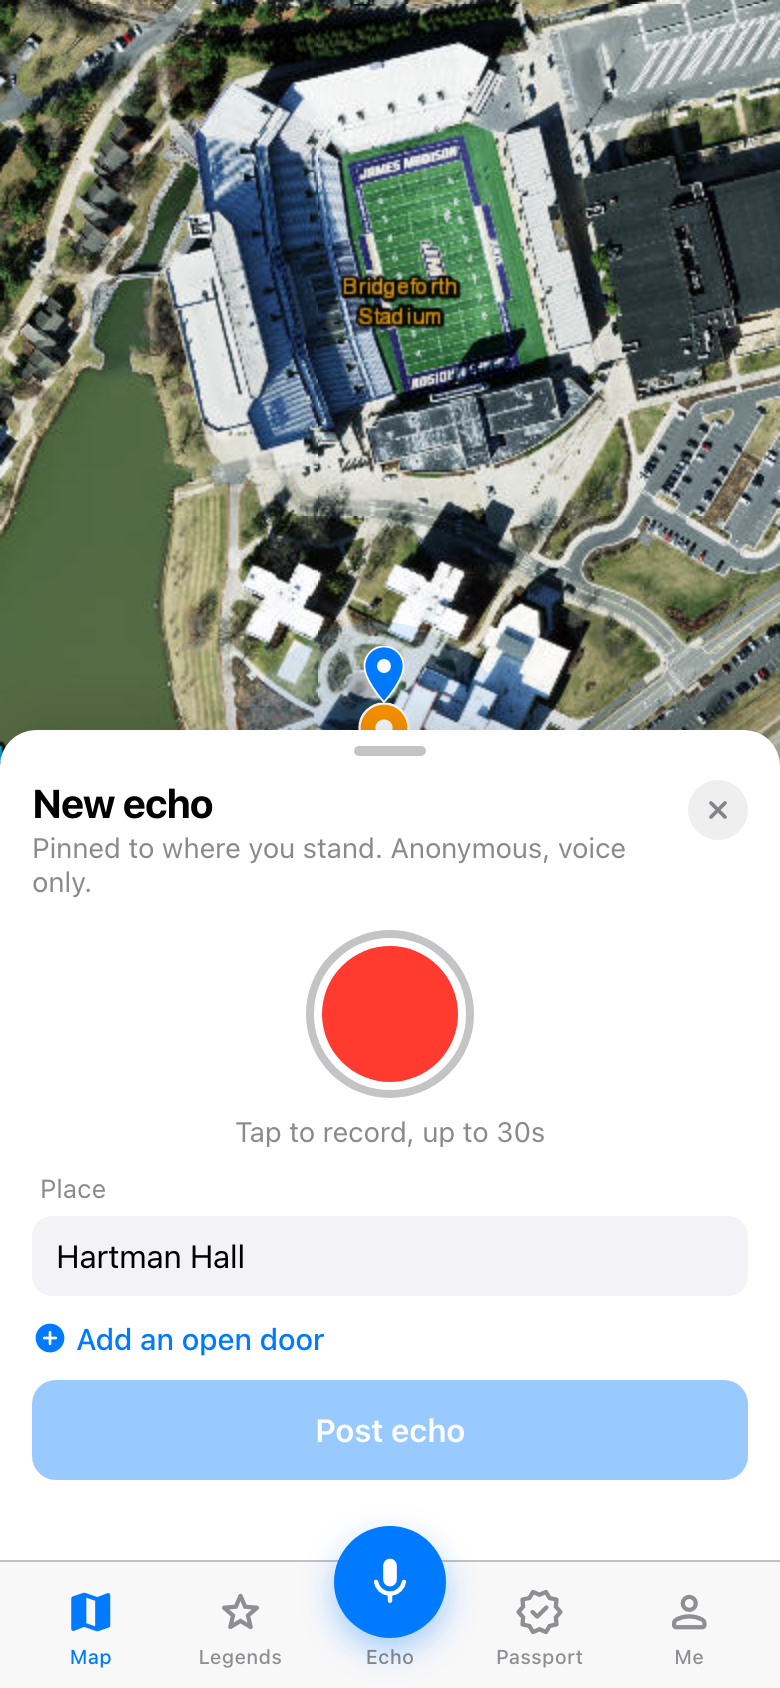 JAMES MADISON
JM
Bridgeforth
Stadium
New echo
Pinned to where you stand. Anonymous, voice
only.
Tap to record, up to 30s
Place
Hartman Hall
Add an open door
Post echo
Map
Legends
Echo
Passport
Me